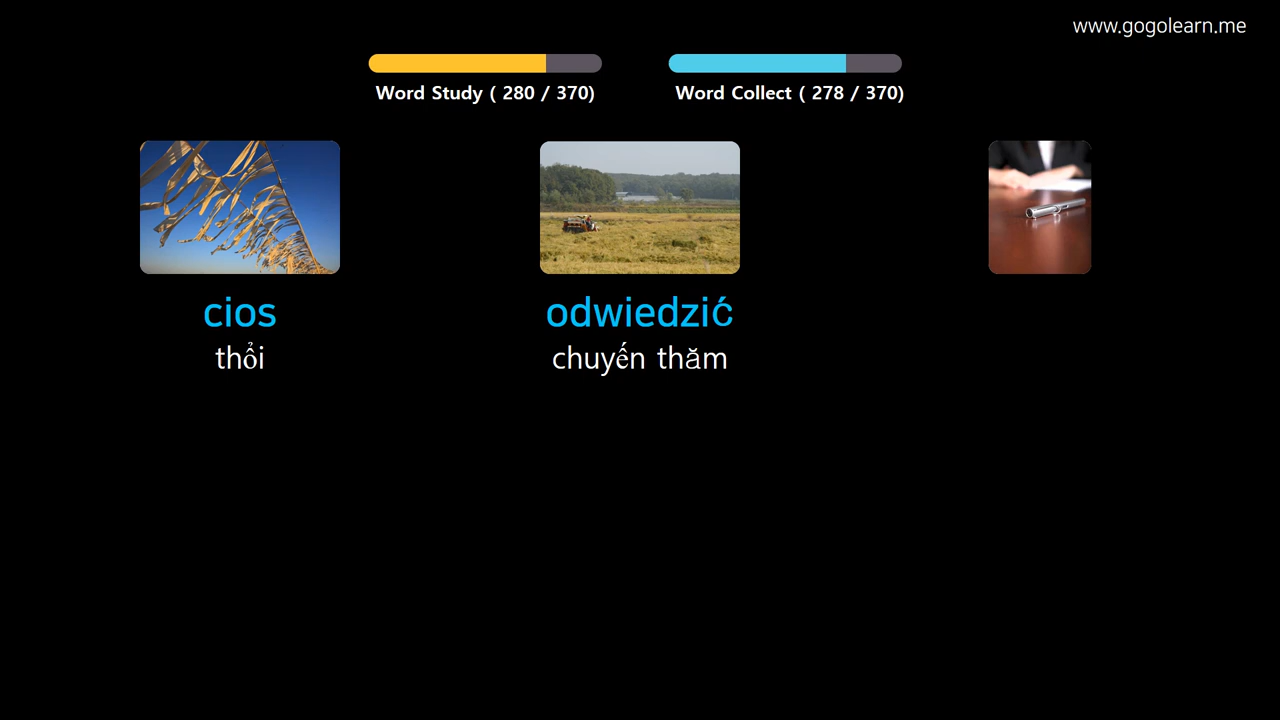 www.gogolearn.me
Word Study ( 280 / 370)
Word Collect ( 278 / 370)
cios
odwiedzić
thổi
chuyến thăm